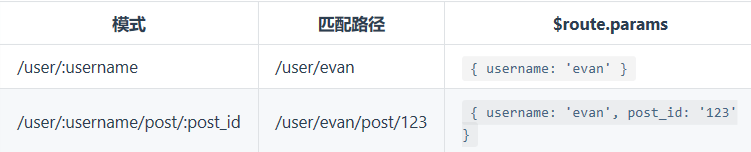 模式 匹配路径 $route.params
/user/:username /user/evan { username: 'evan' }
/user/:username/post/:post_id /user/evan/post/123 { username: 'evan', post_id: '123'
}